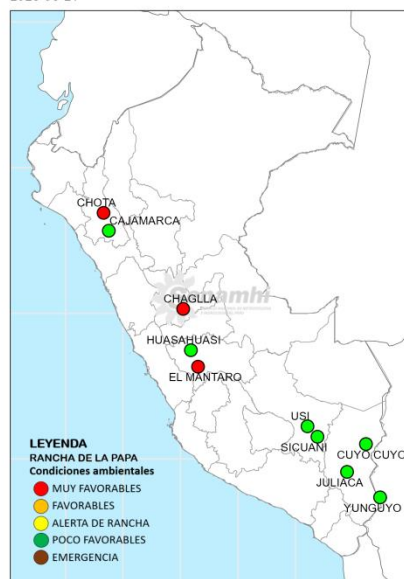 CHOTA
CAJAMARCA
CHAGLLA
HUASAHUASI
EL MANTARO
USI
SICUANI
CUYO CUYO
JULIACA
YUNGUYO
LEYENDA
RANCHA DE LA PAPA
Condiciones ambientales
MUY FAVORABLES
FAVORABLES
ALERTA DE RANCHA
POCO FAVORABLES
EMERGENCIA